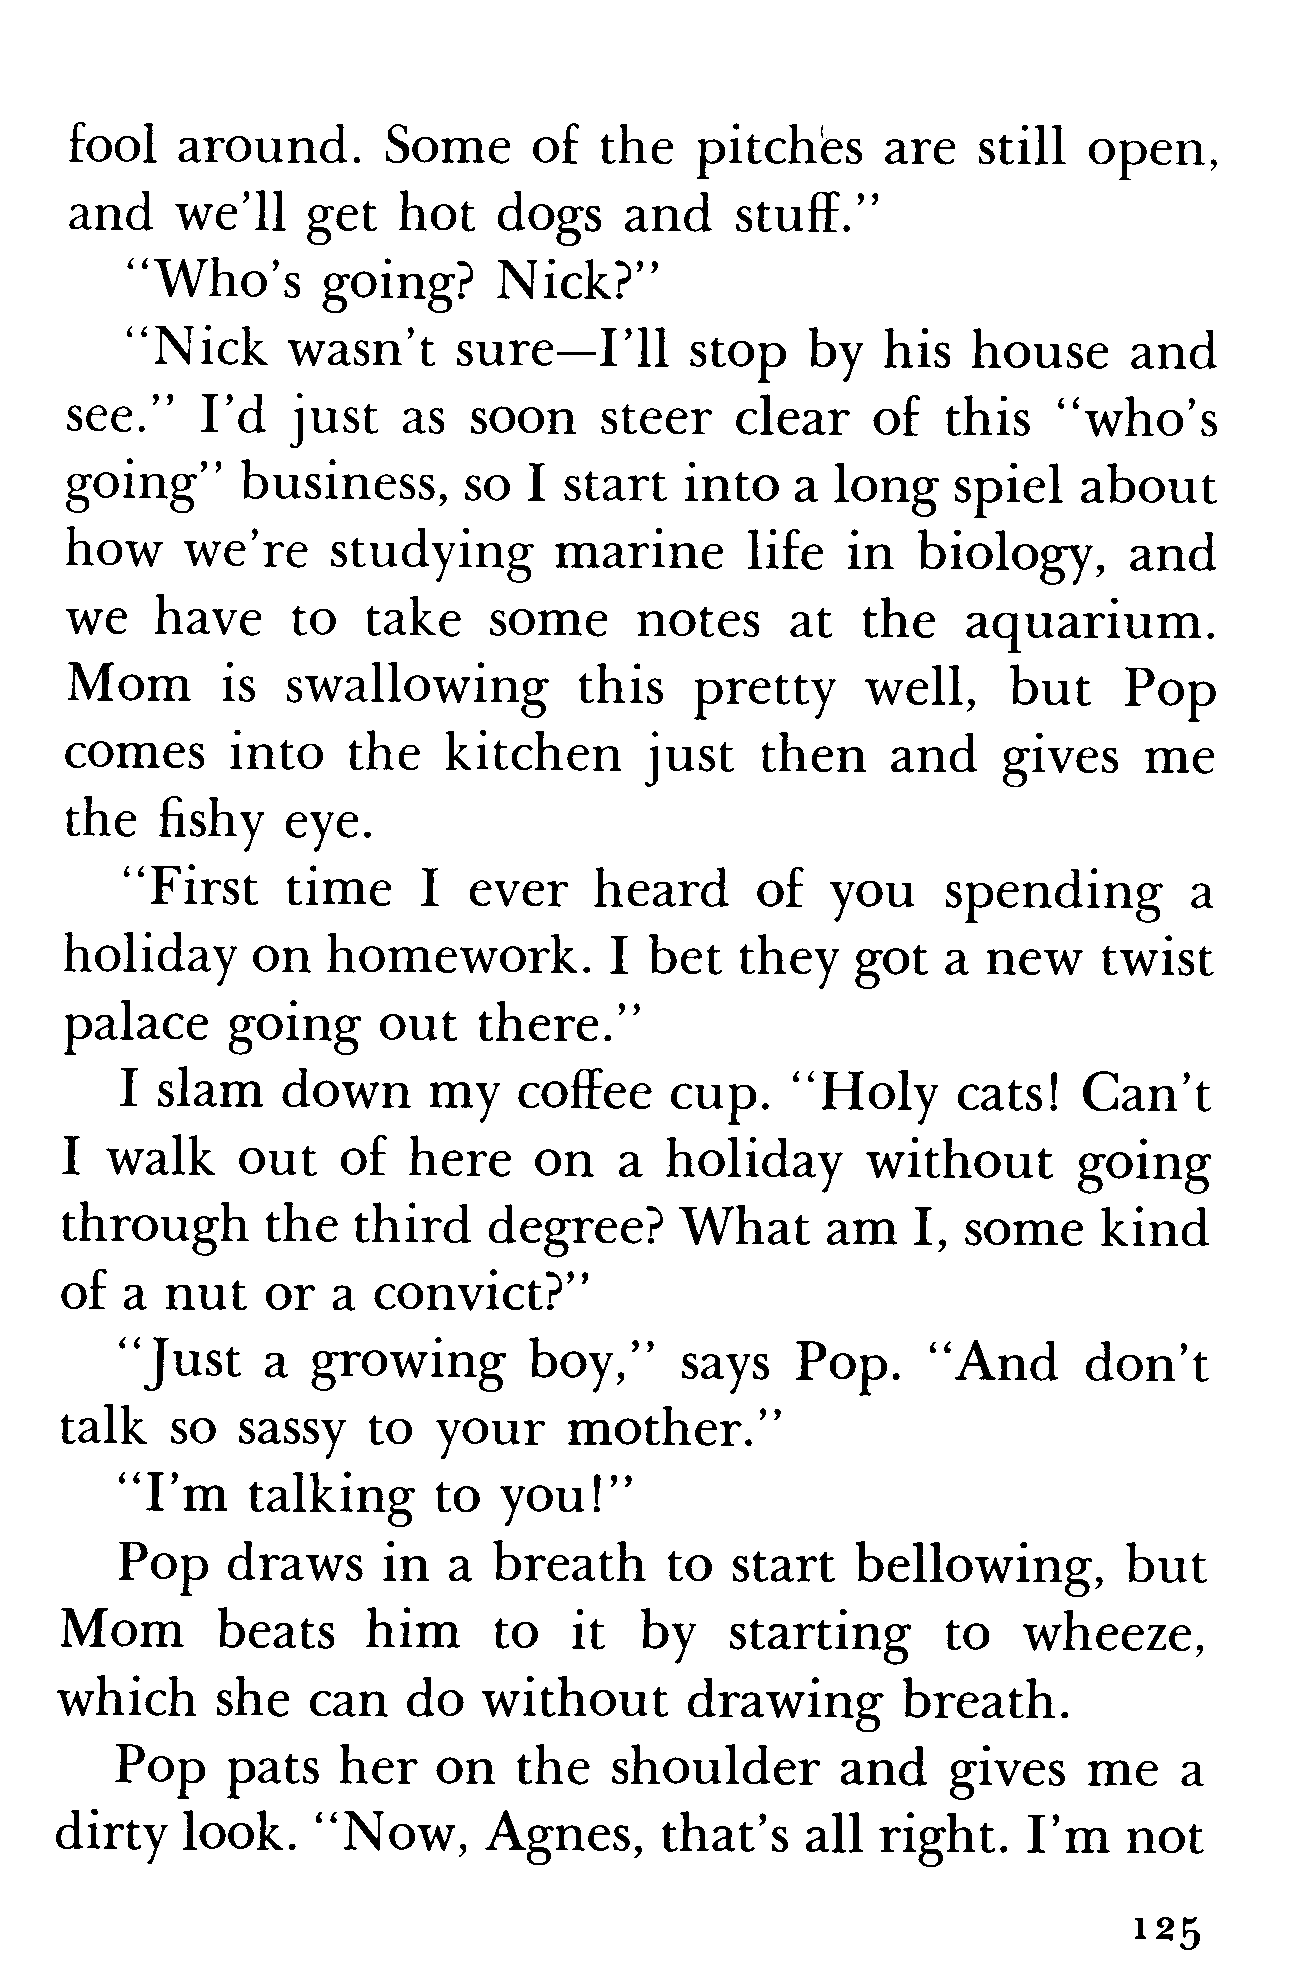 fool around. Some of the pitches are still open,
and we'll get hot dogs and stuff."
"Who's going? Nick?"
"Nick wasn't sure—I'll stop by his house and
see." I'd just as soon steer clear of this "who's
going" business, so I start into a long spiel about
how we're studying marine life in biology, and
we have to take some notes at the aquarium.
Mom is swallowing this pretty well, but Pop
comes into the kitchen just then and gives me
the fishy eye.
"First time I ever heard of you spending a
holiday on homework. I bet they got a new twist
palace going out there."
I slam down my coffee cup. "Holy cats! Can't
I walk out of here on a holiday without going
through the third degree? What am I, some kind
of a nut or a convict?"
"Just a growing boy," says Pop. "And don't
talk so sassy to your mother."
"I'm talking to you!"
Pop draws in a breath to start bellowing, but
Mom beats him to it by starting to wheeze,
which she can do without drawing breath.
Pop pats her on the shoulder and gives me a
dirty look. "Now, Agnes, that's all right. I'm not
125